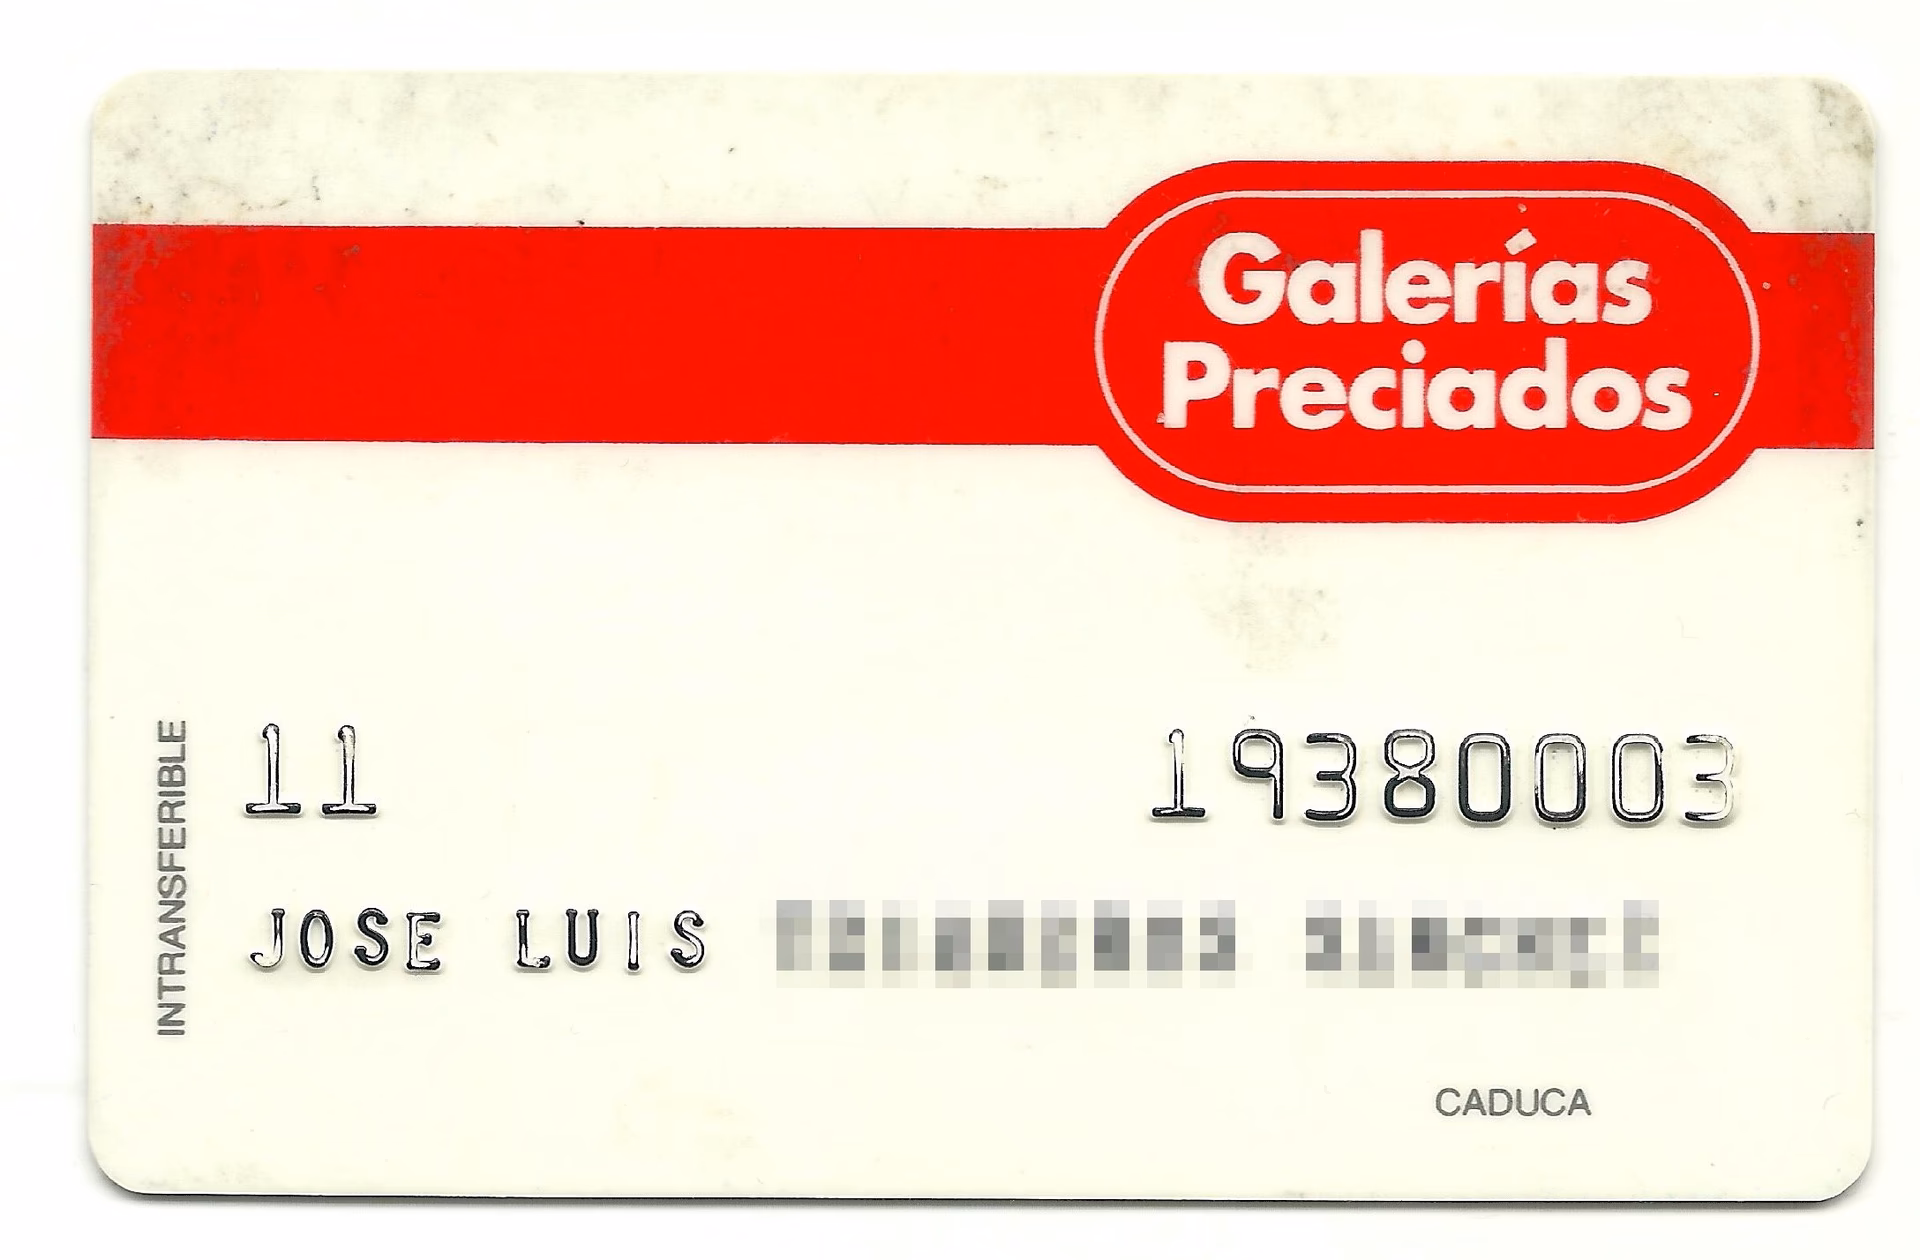 Galerías
Preciados
INTRANSFERIBLE
11 19380003
JOSE LUIS
CADUCA